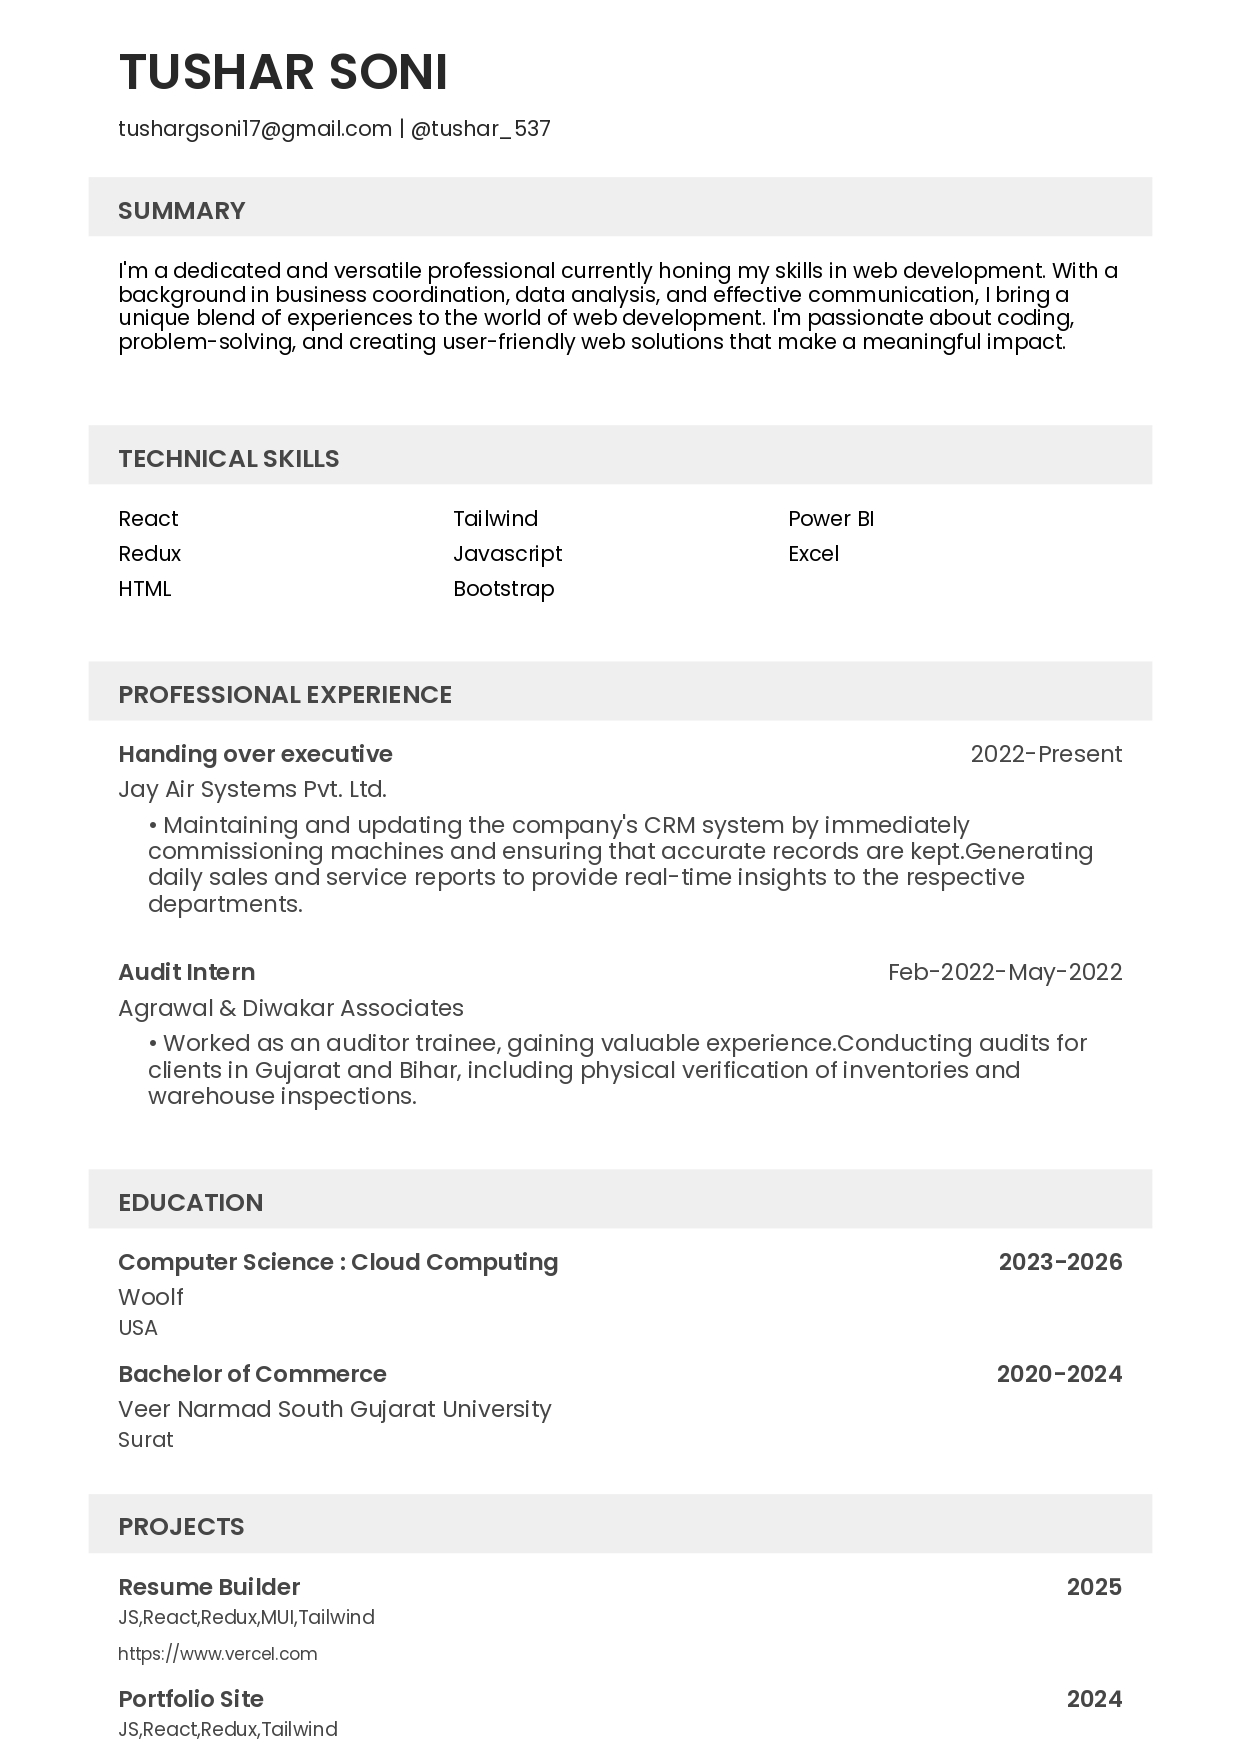 TUSHAR SONI
tushargsoni17@gmail.com | @tushar_537
SUMMARY
I'm a dedicated and versatile professional currently honing my skills in web development. With a
background in business coordination, data analysis, and effective communication, I bring a
unique blend of experiences to the world of web development. I'm passionate about coding,
problem-solving, and creating user-friendly web solutions that make a meaningful impact.
TECHNICAL SKILLS
React Tailwind Power BI
Redux Javascript Excel
HTML Bootstrap
PROFESSIONAL EXPERIENCE
Handing over executive 2022-Present
Jay Air Systems Pvt. Ltd.
• Maintaining and updating the company's CRM system by immediately
commissioning machines and ensuring that accurate records are kept.Generating
daily sales and service reports to provide real-time insights to the respective
departments.
Audit Intern Feb-2022-May-2022
Agrawal & Diwakar Associates
• Worked as an auditor trainee, gaining valuable experience.Conducting audits for
clients in Gujarat and Bihar, including physical verification of inventories and
warehouse inspections.
EDUCATION
Computer Science : Cloud Computing 2023-2026
Woolf
USA
Bachelor of Commerce 2020-2024
Veer Narmad South Gujarat University
Surat
PROJECTS
Resume Builder 2025
JS,React,Redux,MUI,Tailwind
https://www.vercel.com
Portfolio Site 2024
JS,React,Redux,Tailwind